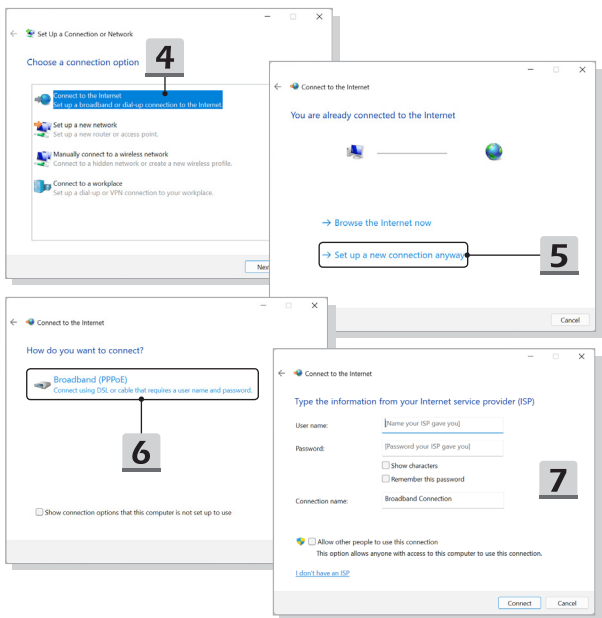 Set Up a Connection or Network
Choose a connection option
4
Connect to the Internet
Set up a broadband or dial-up connection to the Internet.
Set up a new network
Set up a new router or access point.
Manually connect to a wireless network
Connect to a hidden network or create a new wireless profile.
Connect to a workplace
Set up a dial-up or VPN connection to your workplace.
Connect to the Internet
You are already connected to the Internet
→ Browse the Internet now
→ Set up a new connection anyway
5
Cancel
Connect to the Internet
How do you want to connect?
Broadband (PPPoE)
Connect using DSL or cable that requires a user name and password.
6
Show connection options that this computer is not set up to use
Connect to the Internet
Type the information from your Internet service provider (ISP)
User name:
[Name your ISP gave you]
Password:
[Password your ISP gave you]
Show characters
Remember this password
7
Connection name:
Broadband Connection
Allow other people to use this connection
This option allows anyone with access to this computer to use this connection.
I don't have an ISP
Connect
Cancel